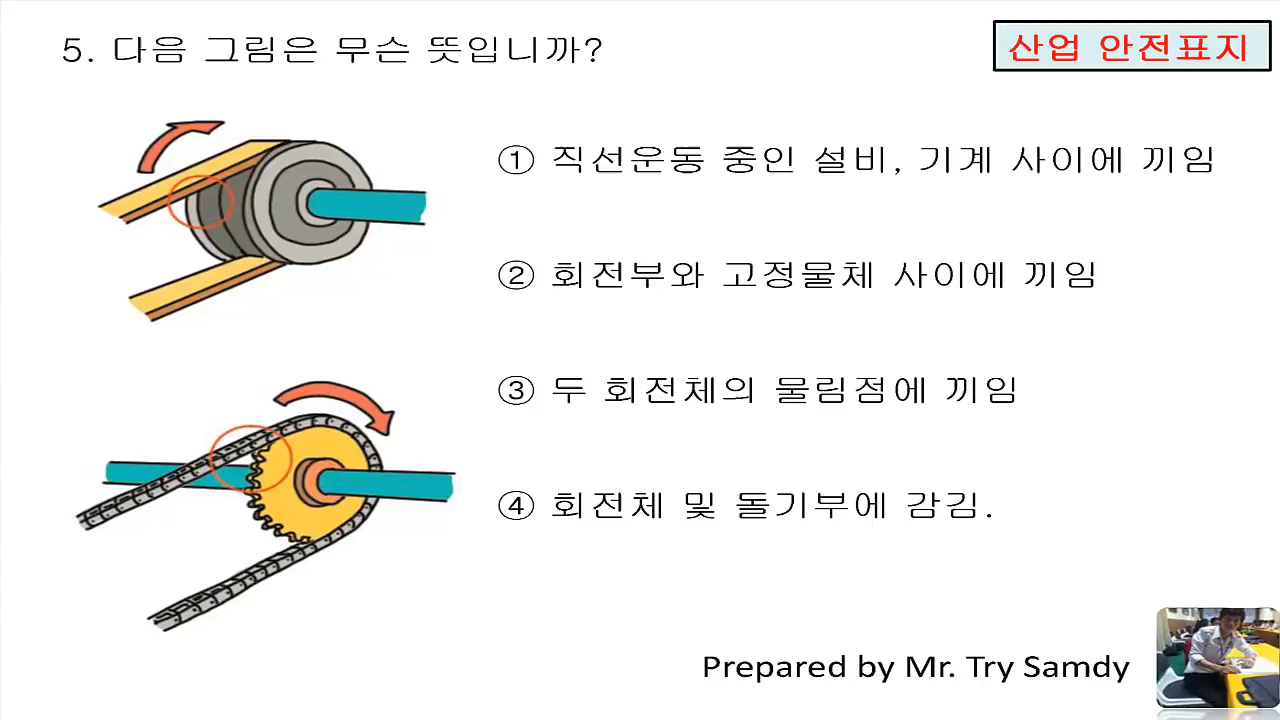 5. 다음 그림은 무슨 뜻입니까?
산업 안전표지
① 직선운동 중인 설비, 기계 사이에 끼임
② 회전부와 고정물체 사이에 끼임
③ 두 회전체의 물림점에 끼임
④ 회전체 및 돌기부에 감김.
Prepared by Mr. Try Samdy